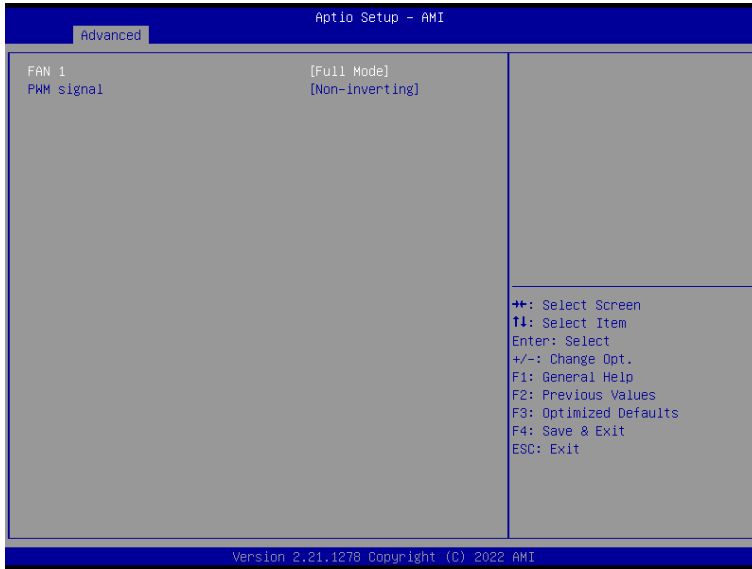 Aptio Setup – AMI
Advanced
FAN 1 [Full Mode]
PWM signal [Non-inverting]
→←: Select Screen
↑↓: Select Item
Enter: Select
+/-: Change Opt.
F1: General Help
F2: Previous Values
F3: Optimized Defaults
F4: Save & Exit
ESC: Exit
Version 2.21.1278 Copyright (C) 2022 AMI